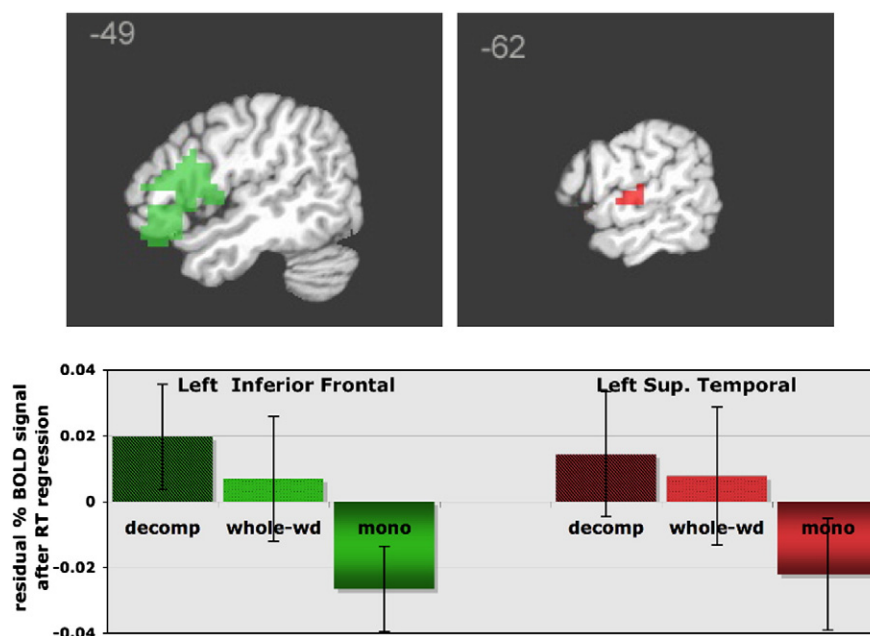 -49
-62
residual % BOLD signal
after RT regression
0.04
0.02
0
-0.02
-0.04
Left Inferior Frontal
Left Sup. Temporal
decomp whole-wd mono
decomp whole-wd mono